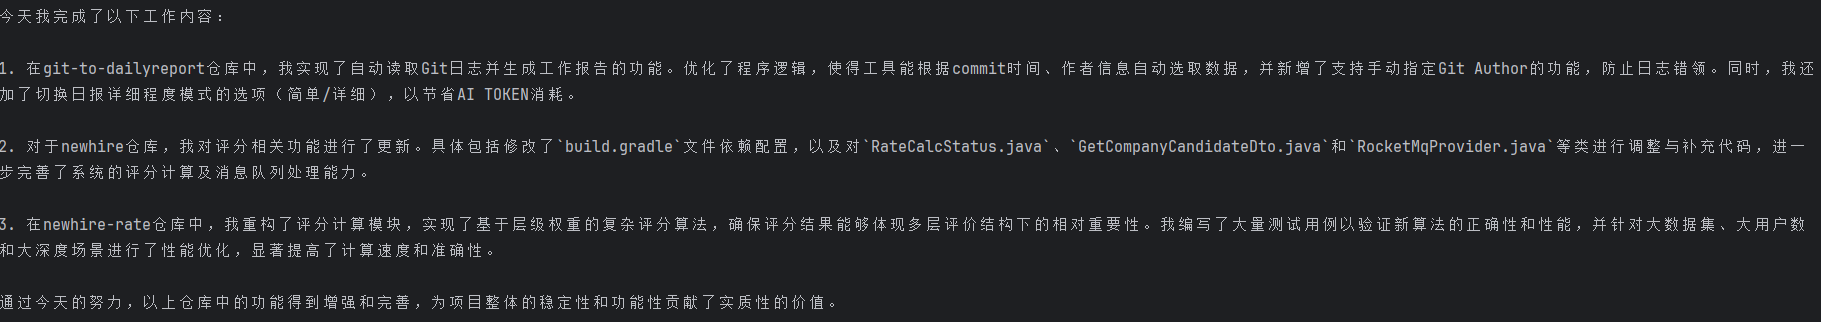 今天我完成了以下工作内容：
1. 在git-to-dailyreport仓库中，我实现了自动读取Git日志并生成工作报告的功能。优化了程序逻辑，使得工具能根据commit时间、作者信息自动选取数据，并新增了支持手动指定Git Author的功能，防止日志错领。同时，我还
加了切换日报详细程度模式的选项（简单/详细），以节省AI TOKEN消耗。
2. 对于newhire仓库，我对评分相关功能进行了更新。具体包括修改了`build.gradle`文件依赖配置，以及对`RateCalcStatus.java`、`GetCompanyCandidateDto.java`和`RocketMqProvider.java`等类进行调整与补充代码，进一
步完善了系统的评分计算及消息队列处理能力。
3. 在newhire-rate仓库中，我重构了评分计算模块，实现了基于层级权重的复杂评分算法，确保评分结果能够体现多层评价结构下的相对重要性。我编写了大量测试用例以验证新算法的正确性和性能，并针对大数据集、大用户数
和大深度场景进行了性能优化，显著提高了计算速度和准确性。
通过今天的努力，以上仓库中的功能得到增强和完善，为项目整体的稳定性和功能性贡献了实质性的价值。